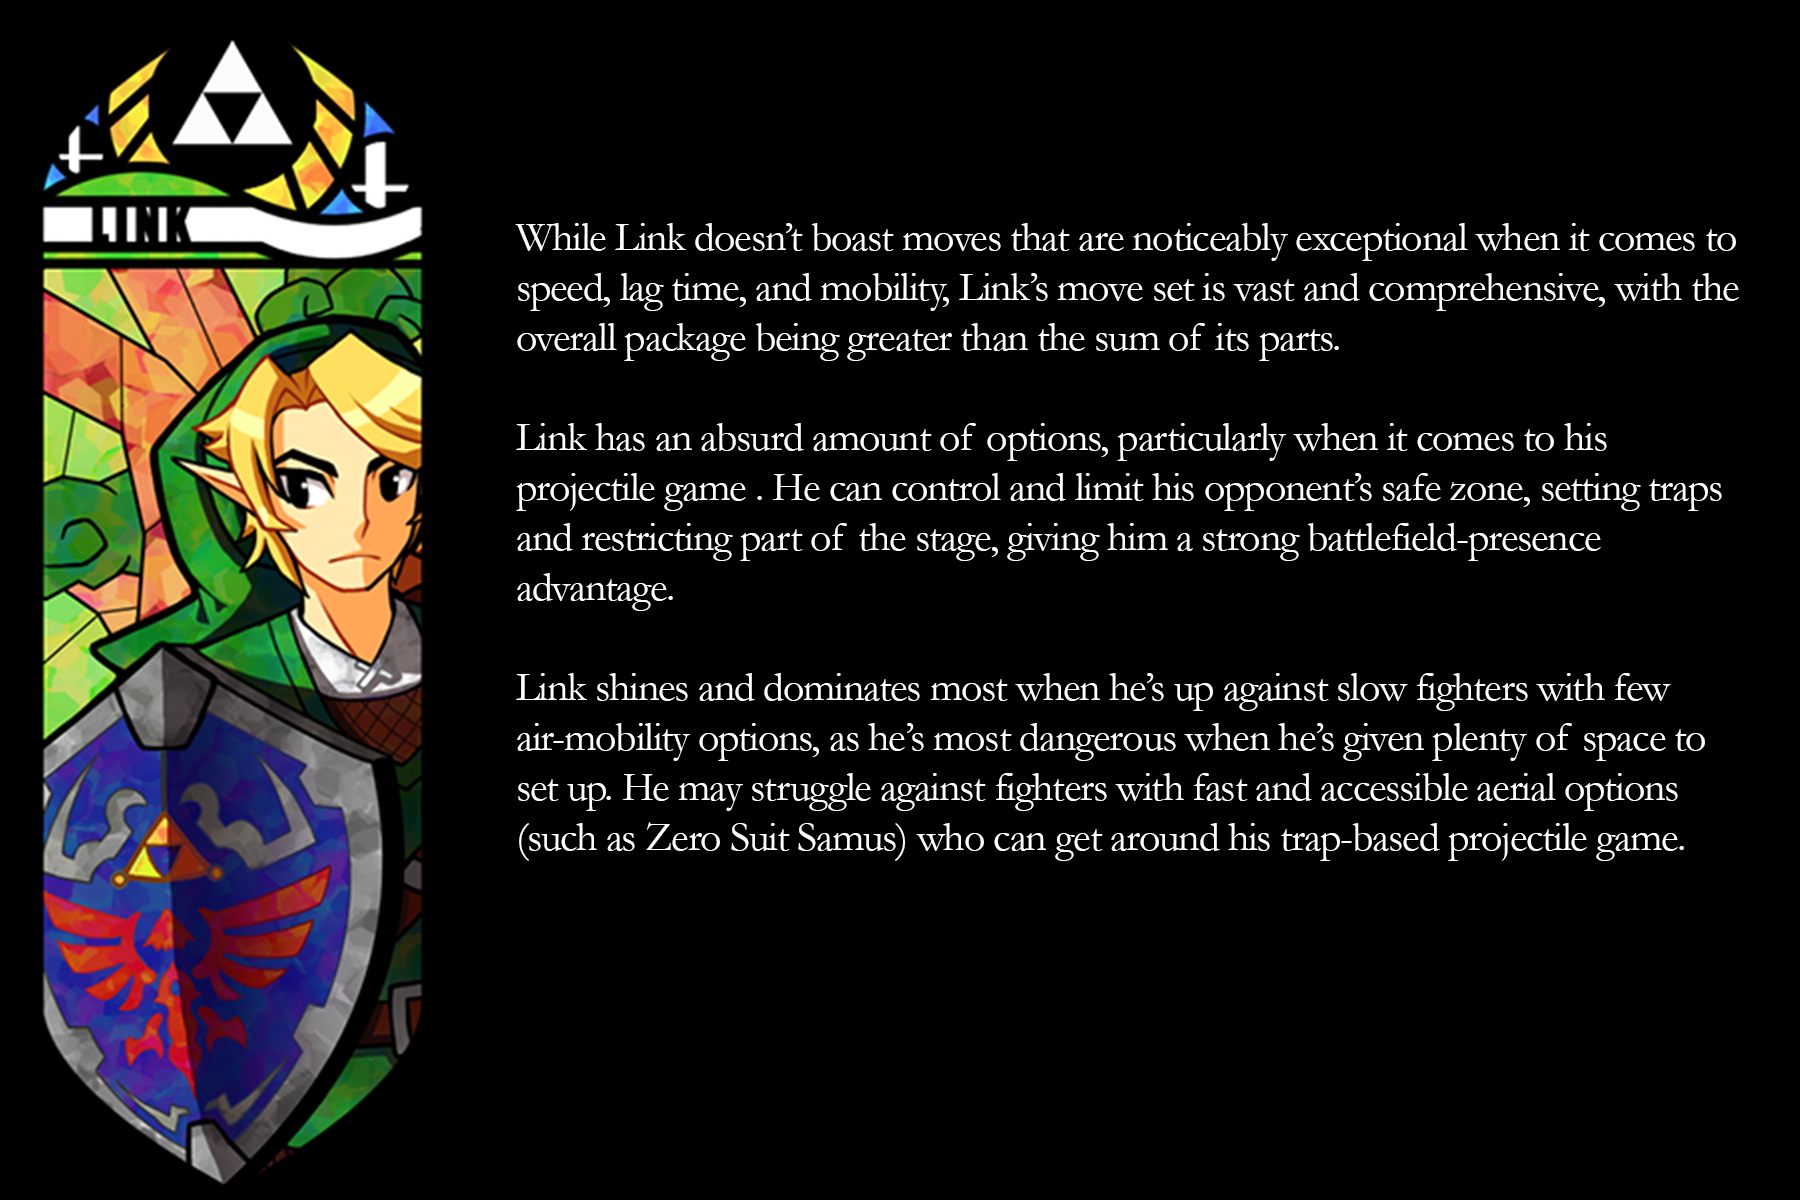 LINK
While Link doesn’t boast moves that are noticeably exceptional when it comes to
speed, lag time, and mobility, Link’s move set is vast and comprehensive, with the
overall package being greater than the sum of its parts.
Link has an absurd amount of options, particularly when it comes to his
projectile game . He can control and limit his opponent’s safe zone, setting traps
and restricting part of the stage, giving him a strong battlefield-presence
advantage.
Link shines and dominates most when he’s up against slow fighters with few
air-mobility options, as he’s most dangerous when he’s given plenty of space to
set up. He may struggle against fighters with fast and accessible aerial options
(such as Zero Suit Samus) who can get around his trap-based projectile game.